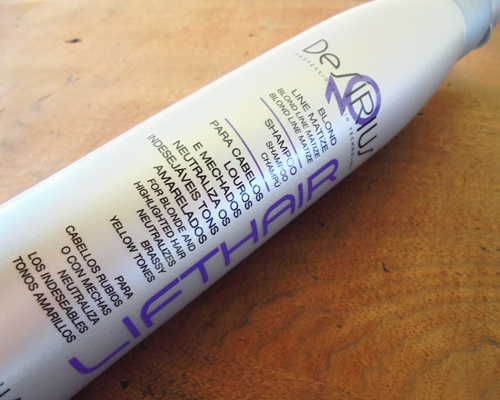 DeSÍRIUS
BLOND
LINE MATIZE
BLOND LINE MATIZE
BLOND LINE MATIZE
SHAMPOO
SHAMPOO
CHAMPÚ
PARA CABELOS
LOUROS
E MECHADOS
NEUTRALIZA OS
INDESEJÁVEIS TONS
AMARELADOS
FOR BLONDE AND
HIGHLIGHTED HAIR
NEUTRALIZES
BRASSY
YELLOW TONES
PARA
CABELLOS RUBIOS
O CON MECHAS
NEUTRALIZA
LOS INDESEABLES
TONOS AMARILLOS
LIFTHAIR